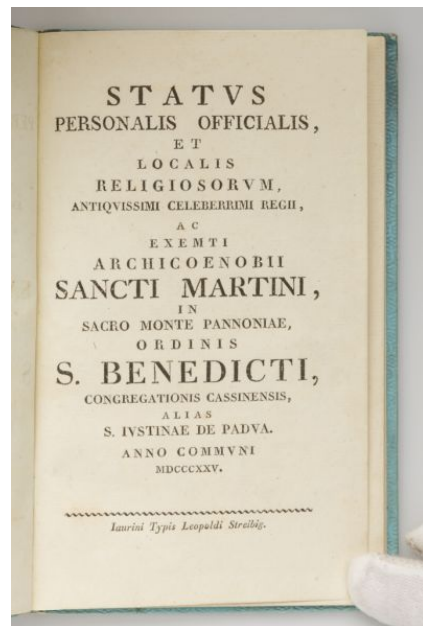 STATVS
PERSONALIS OFFICIALIS,
ET
LOCALIS
RELIGIOSORVM,
ANTIQVISSIMI CELEBERRIMI REGII,
AC
EXEMTI
ARCHICOENOBII
SANCTI MARTINI,
IN
SACRO MONTE PANNONIAE,
ORDINIS
S. BENEDICTI,
CONGREGATIONIS CASSINENSIS,
ALIAS
S. IVSTINAE DE PADVA.
ANNO COMMVNI
MDCCCXXV.
Iaurini Typis Leopoldi Streibig.